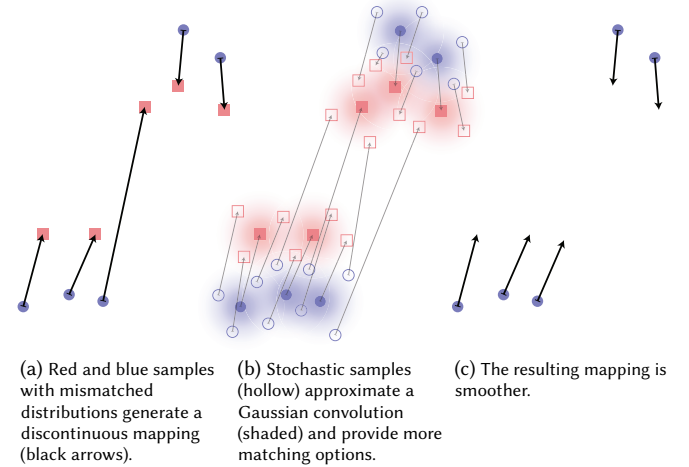 (a) Red and blue samples
with mismatched
distributions generate a
discontinuous mapping
(black arrows).
(b) Stochastic samples
(hollow) approximate a
Gaussian convolution
(shaded) and provide more
matching options.
(c) The resulting mapping is
smoother.